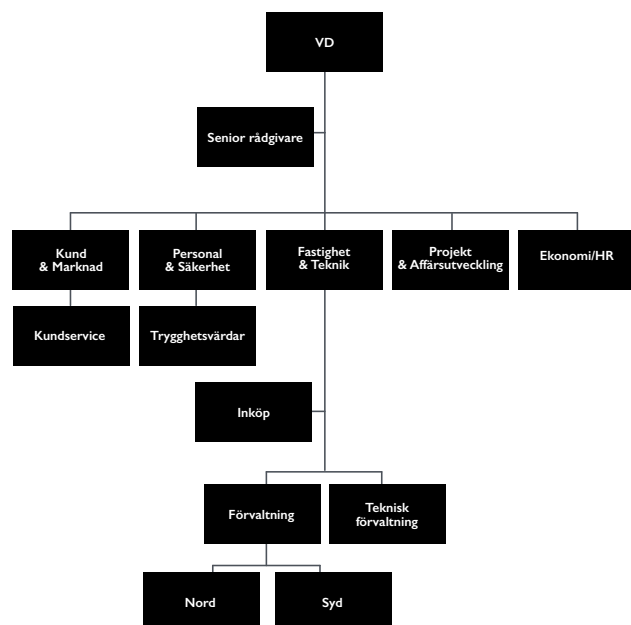 VD
Senior rådgivare
Kund
& Marknad
Personal
& Säkerhet
Fastighet
& Teknik
Projekt
& Affärsutveckling
Ekonomi/HR
Kundservice
Trygghetsvärdar
Inköp
Förvaltning
Teknisk
förvaltning
Nord
Syd